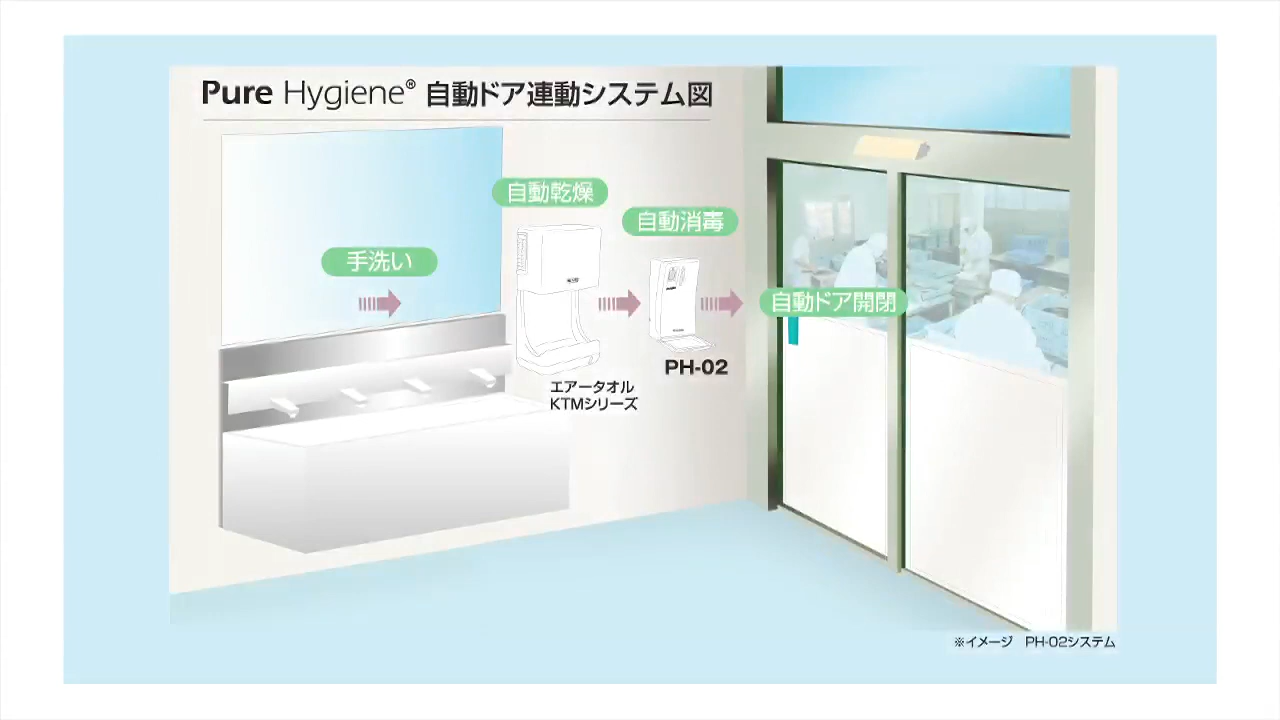 Pure Hygiene® 自動ドア連動システム図
自動乾燥
自動消毒
手洗い
自動ドア開閉
PH-02
エアータオル
KTMシリーズ
※イメージ PH-02システム